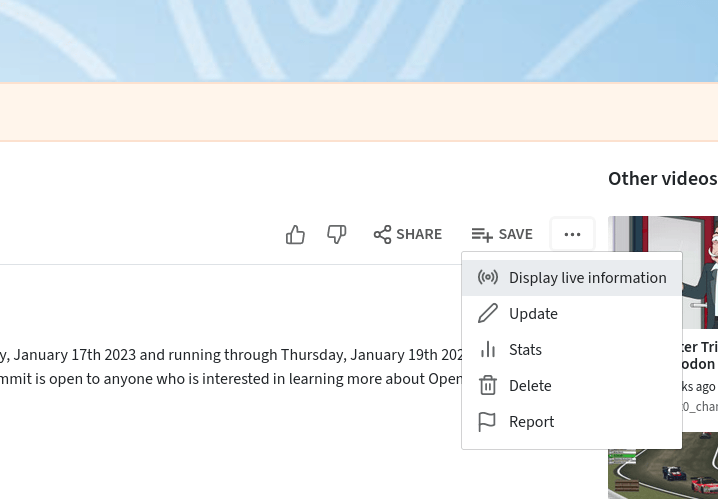 Other videos
SHARE
SAVE
Display live information
Update
Stats
Delete
Report
y, January 17th 2023 and running through Thursday, January 19th 202
mmit is open to anyone who is interested in learning more about Open
ter Tri
odon
ks ago
0_char